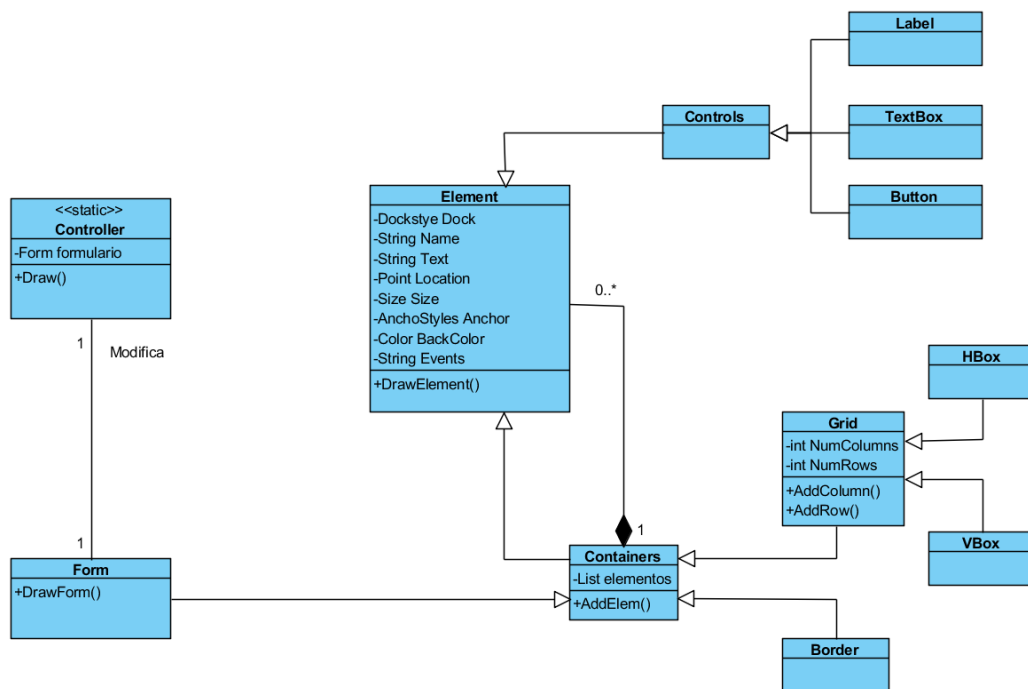 Label
Controls
TextBox
Button
Element
-Dockstye Dock
-String Name
-String Text
-Point Location
-Size Size
-AnchoStyles Anchor
-Color BackColor
-String Events
+DrawElement()
<<static>>
Controller
-Form formulario
+Draw()
0..*
1
Modifica
1
HBox
Grid
-int NumColumns
-int NumRows
+AddColumn()
+AddRow()
VBox
1
Containers
-List elementos
+AddElem()
Form
+DrawForm()
Border